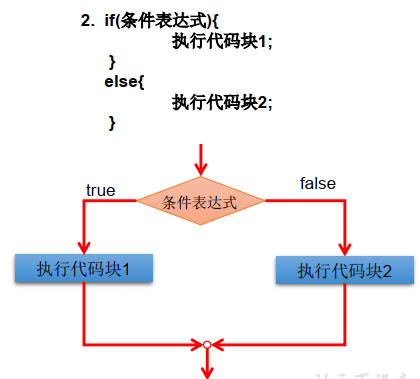 2. if(条件表达式){
执行代码块1;
}
else{
执行代码块2;
}
true
false
条件表达式
执行代码块1
执行代码块2